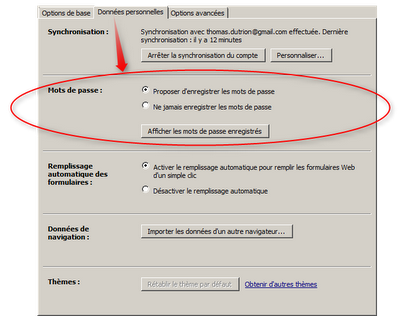 Options de base Données personnelles Options avancées
Synchronisation : Synchronisation avec thomas.dutrion@gmail.com effectuée. Dernière
synchronisation : il y a 12 minutes
Arrêter la synchronisation du compte Personnaliser...
Mots de passe : Proposer d'enregistrer les mots de passe
Ne jamais enregistrer les mots de passe
Afficher les mots de passe enregistrés
Remplissage Activer le remplissage automatique pour remplir les formulaires Web
automatique des d'un simple clic
formulaires :
Désactiver le remplissage automatique
Données de Importer les données d'un autre navigateur...
navigation :
Thèmes : Rétablir le thème par défaut Obtenir d'autres thèmes